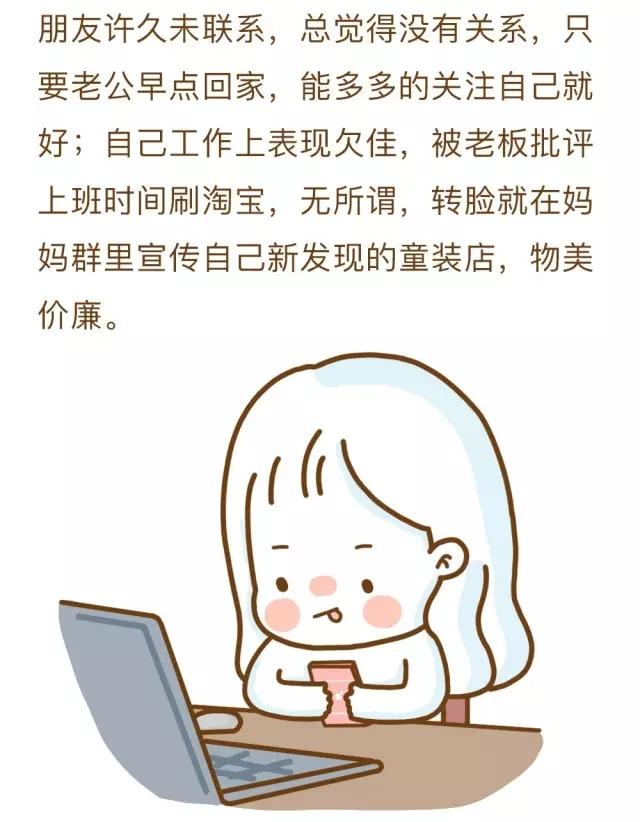 朋友许久未联系，总觉得没有关系，只
要老公早点回家，能多多的关注自己就
好；自己工作上表现欠佳，被老板批评
上班时间刷淘宝，无所谓，转脸就在妈
妈群里宣传自己新发现的童装店，物美
价廉。